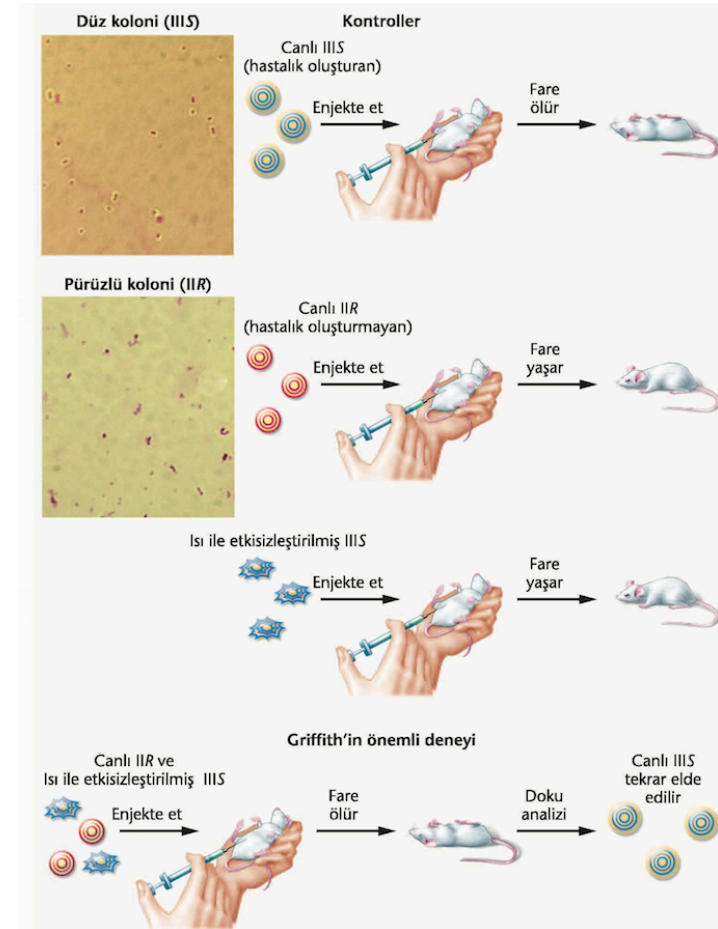 Düz koloni (IIIS)
Kontroller
Canlı IIIS
(hastalık oluşturan)
Enjekte et
Fare
ölür
Pürüzlü koloni (IIR)
Canlı IIR
(hastalık oluşturmayan)
Enjekte et
Fare
yaşar
Isı ile etkisizleştirilmiş IIIS
Enjekte et
Fare
yaşar
Griffith'in önemli deneyi
Canlı IIR ve
Isı ile etkisizleştirilmiş IIIS
Enjekte et
Fare
ölür
Doku
analizi
Canlı IIIS
tekrar elde
edilir